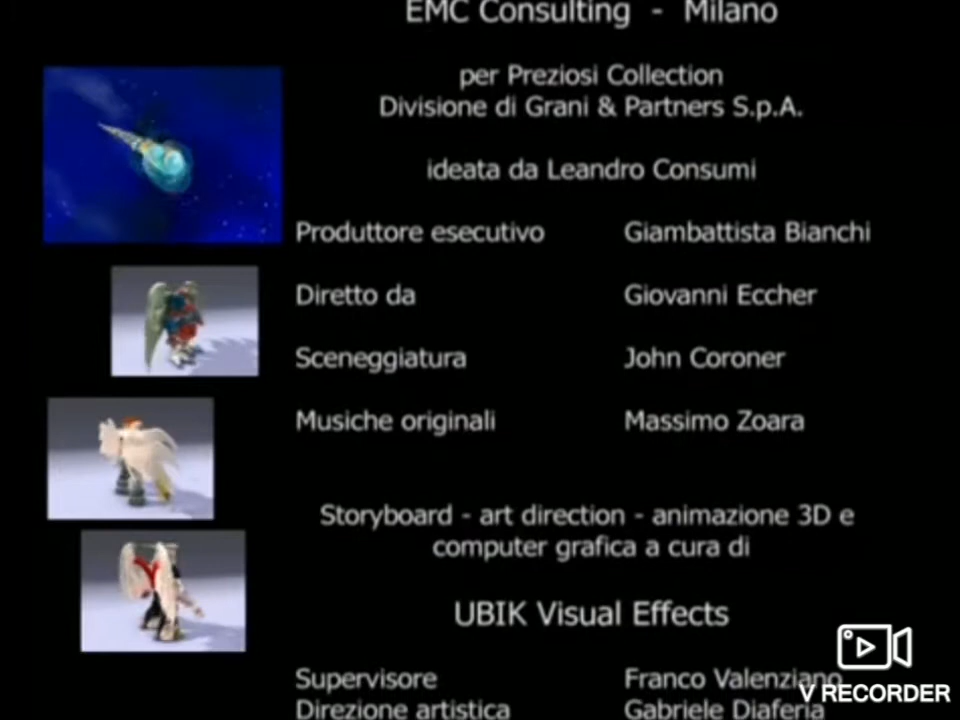 EMC Consulting - Milano
per Preziosi Collection
Divisione di Grani & Partners S.p.A.
ideata da Leandro Consumi
Produttore esecutivo Giambattista Bianchi
Diretto da Giovanni Eccher
Sceneggiatura John Coroner
Musiche originali Massimo Zoara
Storyboard - art direction - animazione 3D e
computer grafica a cura di
UBIK Visual Effects
Supervisore Franco Valenziano
Direzione artistica Gabriele Diaferia
V RECORDER